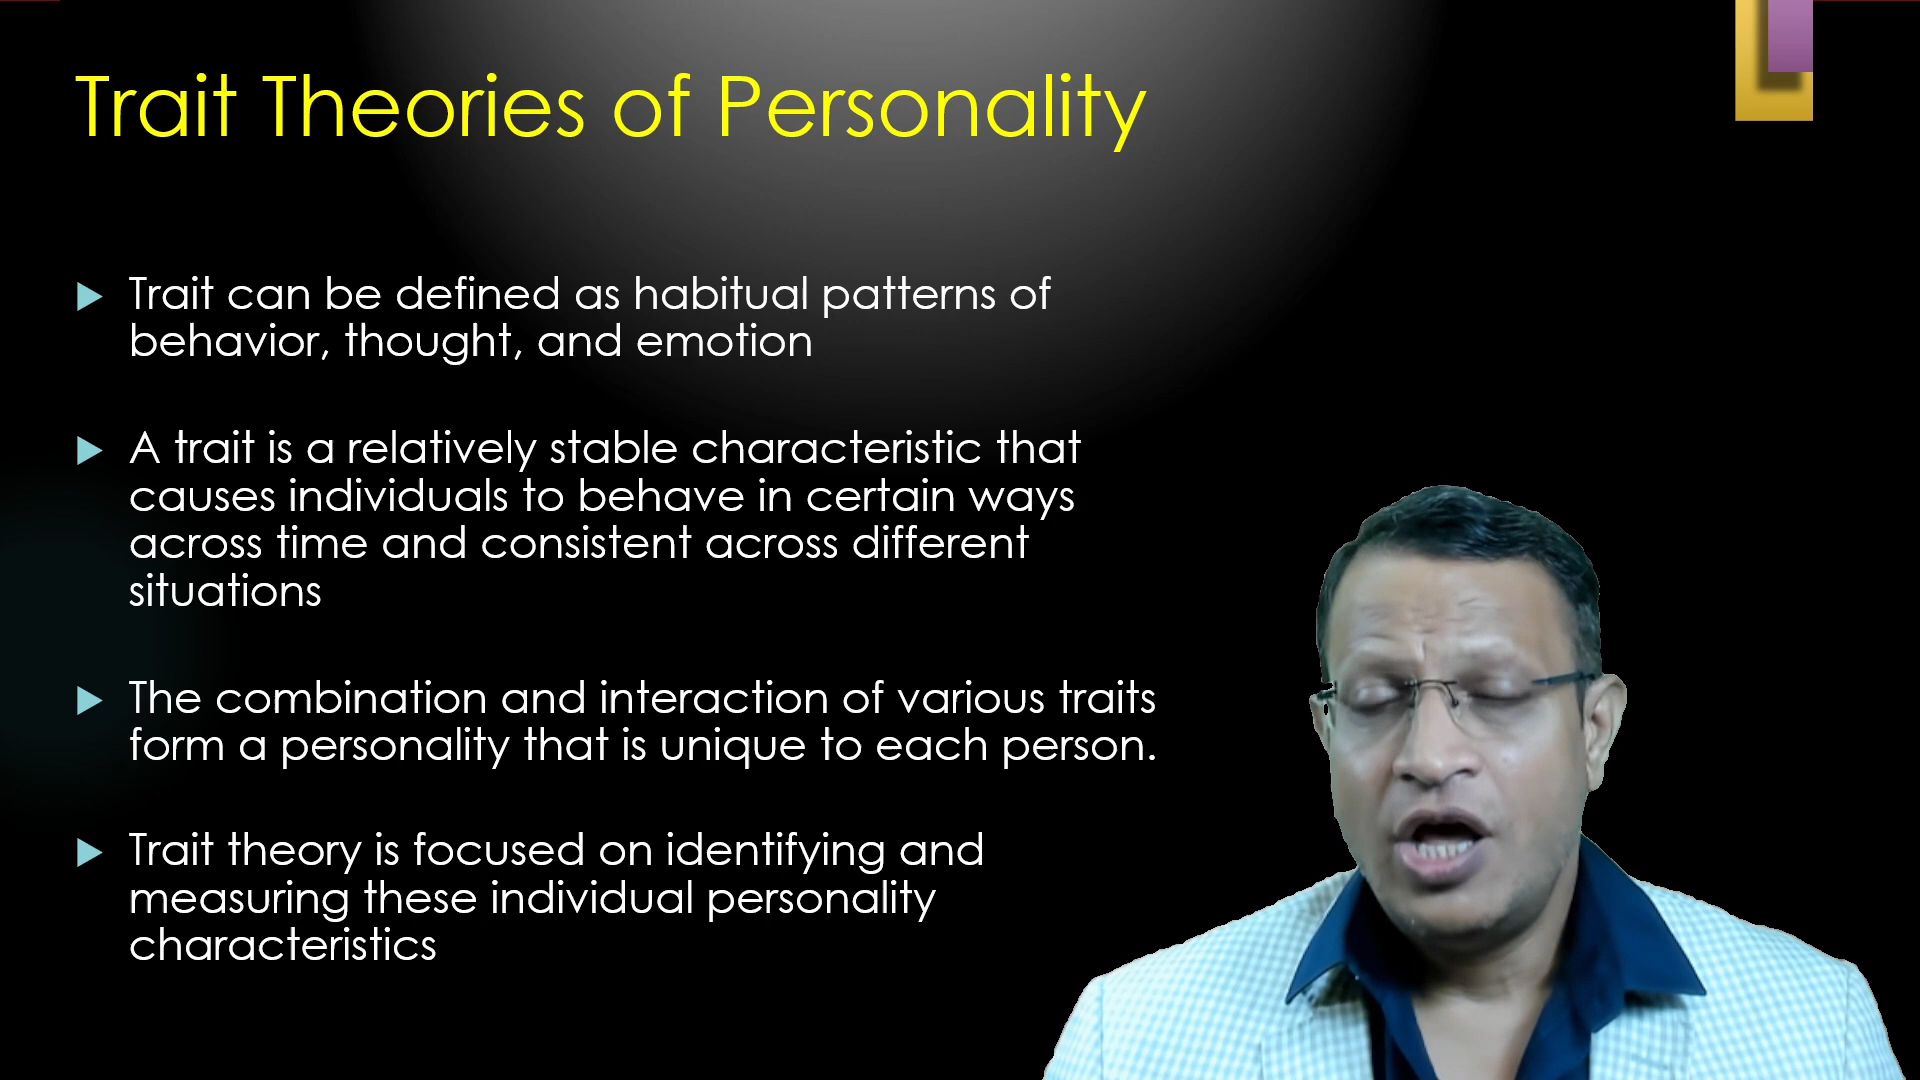 Trait Theories of Personality
Trait can be defined as habitual patterns of
behavior, thought, and emotion
A trait is a relatively stable characteristic that
causes individuals to behave in certain ways
across time and consistent across different
situations
The combination and interaction of various traits
form a personality that is unique to each person.
Trait theory is focused on identifying and
measuring these individual personality
characteristics